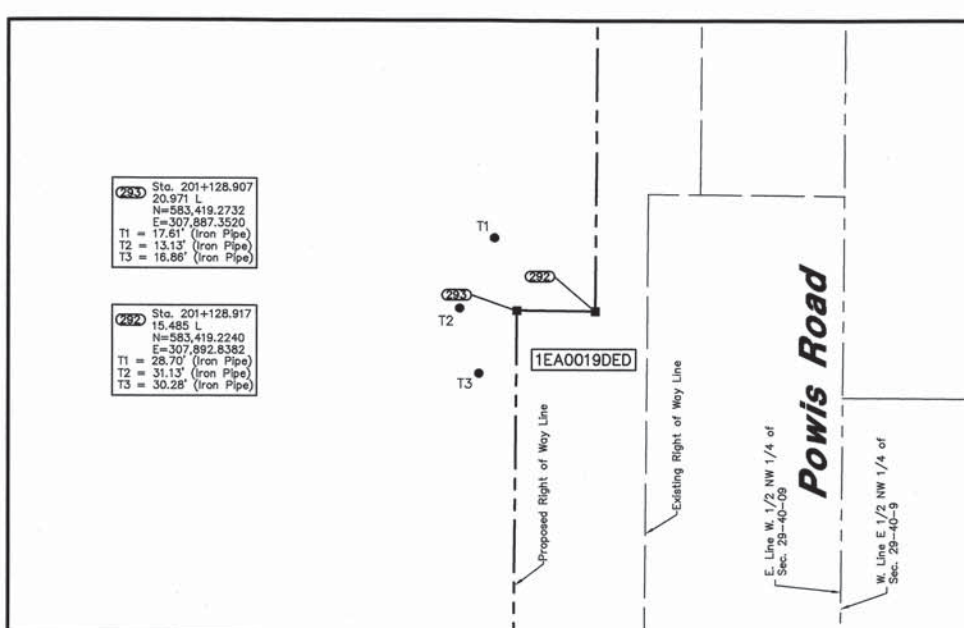 293 Sta. 201+128.907
20.971 L
N=583,419.2732
E=307,887.3520
T1 = 17.61' (Iron Pipe)
T2 = 13.13' (Iron Pipe)
T3 = 16.86' (Iron Pipe)
292 Sta. 201+128.917
15.485 L
N=583,419.2240
E=307,892.8382
T1 = 28.70' (Iron Pipe)
T2 = 31.13' (Iron Pipe)
T3 = 30.28' (Iron Pipe)
T1
292
293
T2
T3
1EA0019DED
Proposed Right of Way Line
Existing Right of Way Line
Powis Road
E. Line W. 1/2 NW 1/4 of
Sec. 29-40-09
W. Line E 1/2 NW 1/4 of
Sec. 29-40-9